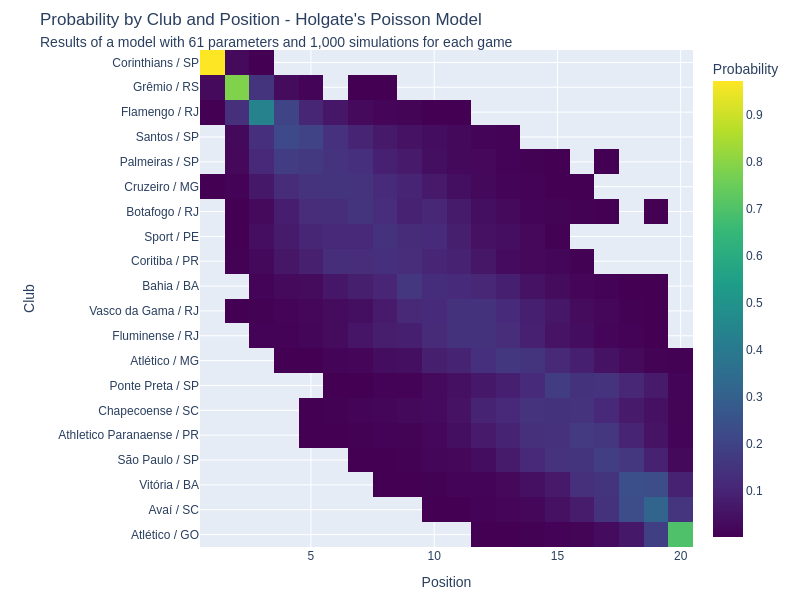 Probability by Club and Position - Holgate's Poisson Model
Results of a model with 61 parameters and 1,000 simulations for each game
Probability
Corinthians / SP
Grêmio / RS
Flamengo / RJ
Santos / SP
Palmeiras / SP
Cruzeiro / MG
Botafogo / RJ
Sport / PE
Coritiba / PR
Bahia / BA
Vasco da Gama / RJ
Fluminense / RJ
Atlético / MG
Ponte Preta / SP
Chapecoense / SC
Athletico Paranaense / PR
São Paulo / SP
Vitória / BA
Avaí / SC
Atlético / GO
Club
5
10
15
20
Position
0.9
0.8
0.7
0.6
0.5
0.4
0.3
0.2
0.1